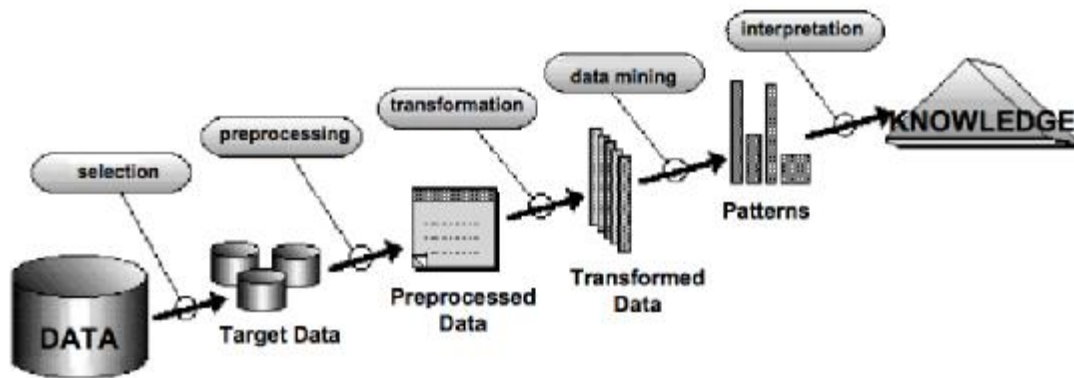 interpretation
data mining
transformation
preprocessing
selection
KNOWLEDGE
Patterns
Transformed
Data
Preprocessed
Data
Target Data
DATA